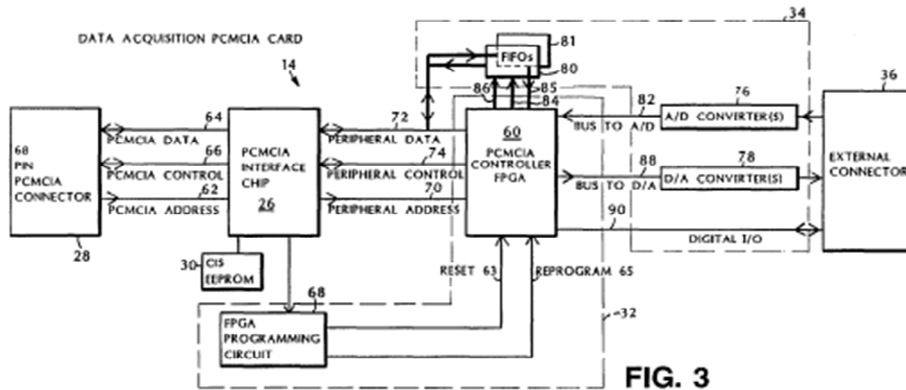 DATA ACQUISITION PCMCIA CARD
14
34
81
FIFOs
80
86
85
84
36
64
PCMCIA DATA
66
PCMCIA CONTROL
62
PCMCIA ADDRESS
68
PIN
PCMCIA
CONNECTOR
28
PCMCIA
INTERFACE
CHIP
26
72
PERIPHERAL DATA
74
PERIPHERAL CONTROL
70
PERIPHERAL ADDRESS
60
PCMCIA
CONTROLLER
FPGA
82
BUS TO A/D
76
A/D CONVERTER(S)
88
BUS TO D/A
78
D/A CONVERTER(S)
90
DIGITAL I/O
EXTERNAL
CONNECTOR
30
CIS
EEPROM
RESET 63
REPROGRAM 65
68
FPGA
PROGRAMMING
CIRCUIT
32
FIG. 3